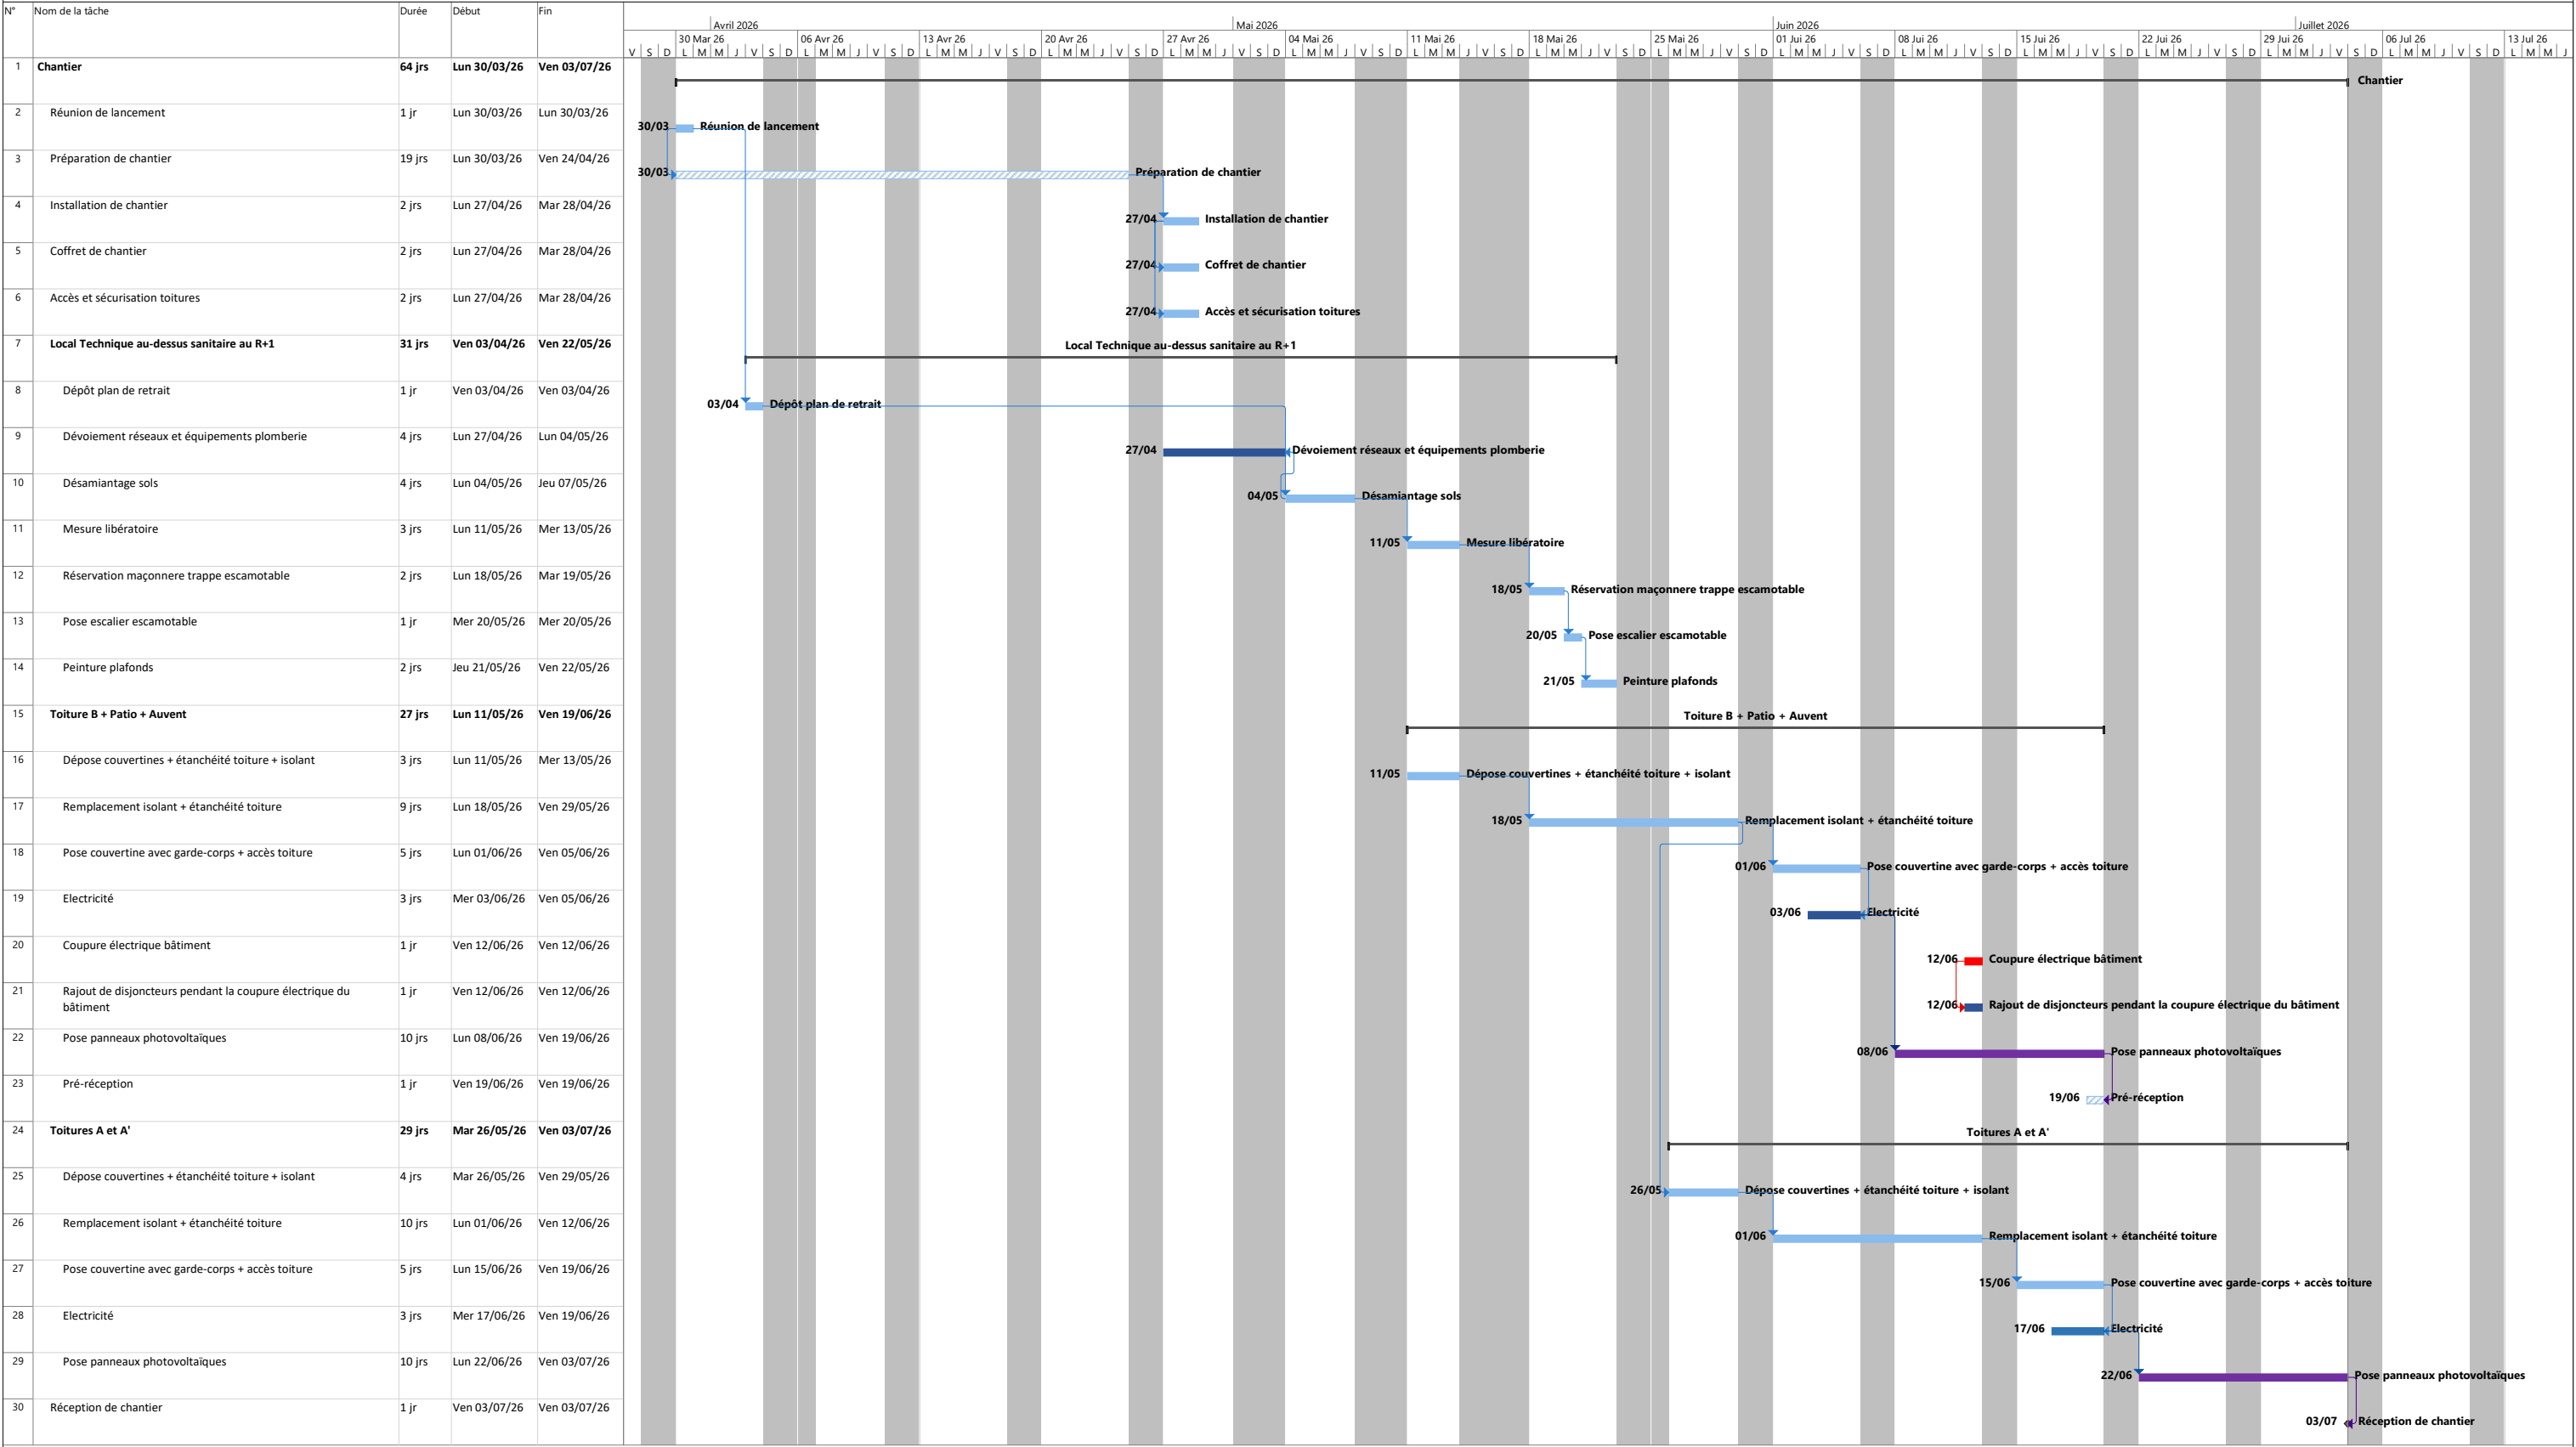 N° Nom de la tâche Durée Début Fin
Avril 2026 Mai 2026 Juin 2026 Juillet 2026
30 Mar 26 06 Avr 26 13 Avr 26 20 Avr 26 27 Avr 26 04 Mai 26 11 Mai 26 18 Mai 26 25 Mai 26 01 Jui 26 08 Jui 26 15 Jui 26 22 Jui 26 29 Jui 26 06 Jul 26 13 Jul 26
V S D L M M J V S D L M M J V S D L M M J V S D L M M J V S D L M M J V S D L M M J V S D L M M J V S D L M M J V S D L M M J V S D L M M J V S D L M M J V S D L M M J V S D L M M J V S D L M M J V S D L M M J V S D L M M J
1 Chantier 64 jrs Lun 30/03/26 Ven 03/07/26
Chantier
2 Réunion de lancement 1 jr Lun 30/03/26 Lun 30/03/26
30/03 Réunion de lancement
3 Préparation de chantier 19 jrs Lun 30/03/26 Ven 24/04/26
30/03 Préparation de chantier
4 Installation de chantier 2 jrs Lun 27/04/26 Mar 28/04/26
27/04 Installation de chantier
5 Coffret de chantier 2 jrs Lun 27/04/26 Mar 28/04/26
27/04 Coffret de chantier
6 Accès et sécurisation toitures 2 jrs Lun 27/04/26 Mar 28/04/26
27/04 Accès et sécurisation toitures
7 Local Technique au-dessus sanitaire au R+1 31 jrs Ven 03/04/26 Ven 22/05/26
Local Technique au-dessus sanitaire au R+1
8 Dépôt plan de retrait 1 jr Ven 03/04/26 Ven 03/04/26
03/04 Dépôt plan de retrait
9 Dévoiement réseaux et équipements plomberie 4 jrs Lun 27/04/26 Lun 04/05/26
27/04 Dévoiement réseaux et équipements plomberie
10 Désamiantage sols 4 jrs Lun 04/05/26 Jeu 07/05/26
04/05 Désamiantage sols
11 Mesure libératoire 3 jrs Lun 11/05/26 Mer 13/05/26
11/05 Mesure libératoire
12 Réservation maçonnere trappe escamotable 2 jrs Lun 18/05/26 Mar 19/05/26
18/05 Réservation maçonnere trappe escamotable
13 Pose escalier escamotable 1 jr Mer 20/05/26 Mer 20/05/26
20/05 Pose escalier escamotable
14 Peinture plafonds 2 jrs Jeu 21/05/26 Ven 22/05/26
21/05 Peinture plafonds
15 Toiture B + Patio + Auvent 27 jrs Lun 11/05/26 Ven 19/06/26
Toiture B + Patio + Auvent
16 Dépose couvertines + étanchéité toiture + isolant 3 jrs Lun 11/05/26 Mer 13/05/26
11/05 Dépose couvertines + étanchéité toiture + isolant
17 Remplacement isolant + étanchéité toiture 9 jrs Lun 18/05/26 Ven 29/05/26
18/05 Remplacement isolant + étanchéité toiture
18 Pose couvertine avec garde-corps + accès toiture 5 jrs Lun 01/06/26 Ven 05/06/26
01/06 Pose couvertine avec garde-corps + accès toiture
19 Electricité 3 jrs Mer 03/06/26 Ven 05/06/26
03/06 Electricité
20 Coupure électrique bâtiment 1 jr Ven 12/06/26 Ven 12/06/26
12/06 Coupure électrique bâtiment
21 Rajout de disjoncteurs pendant la coupure électrique du 1 jr Ven 12/06/26 Ven 12/06/26
bâtiment
12/06 Rajout de disjoncteurs pendant la coupure électrique du bâtiment
22 Pose panneaux photovoltaïques 10 jrs Lun 08/06/26 Ven 19/06/26
08/06 Pose panneaux photovoltaïques
23 Pré-réception 1 jr Ven 19/06/26 Ven 19/06/26
19/06 Pré-réception
24 Toitures A et A' 29 jrs Mar 26/05/26 Ven 03/07/26
Toitures A et A'
25 Dépose couvertines + étanchéité toiture + isolant 4 jrs Mar 26/05/26 Ven 29/05/26
26/05 Dépose couvertines + étanchéité toiture + isolant
26 Remplacement isolant + étanchéité toiture 10 jrs Lun 01/06/26 Ven 12/06/26
01/06 Remplacement isolant + étanchéité toiture
27 Pose couvertine avec garde-corps + accès toiture 5 jrs Lun 15/06/26 Ven 19/06/26
15/06 Pose couvertine avec garde-corps + accès toiture
28 Electricité 3 jrs Mer 17/06/26 Ven 19/06/26
17/06 Electricité
29 Pose panneaux photovoltaïques 10 jrs Lun 22/06/26 Ven 03/07/26
22/06 Pose panneaux photovoltaïques
30 Réception de chantier 1 jr Ven 03/07/26 Ven 03/07/26
03/07 Réception de chantier